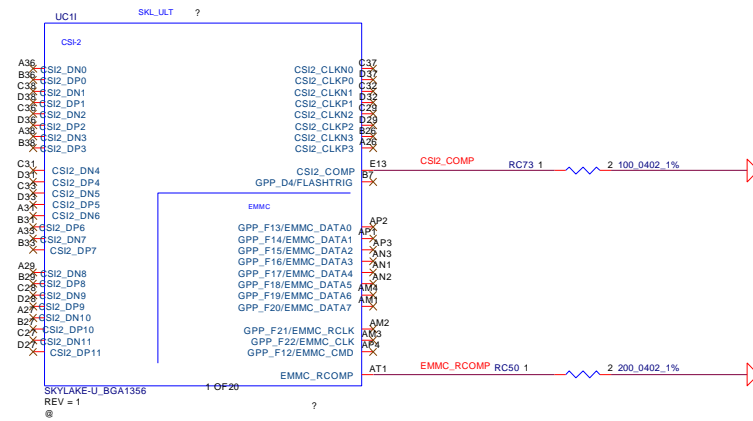 UC1I SKL_ULT ?
CSI-2
A36 CSI2_DN0 CSI2_CLKN0 C37
B36 CSI2_DP0 CSI2_CLKP0 D37
C38 CSI2_DN1 CSI2_CLKN1 C32
D38 CSI2_DP1 CSI2_CLKP1 D32
C36 CSI2_DN2 CSI2_CLKN2 C29
D36 CSI2_DP2 CSI2_CLKP2 D29
A38 CSI2_DN3 CSI2_CLKN3 B26
B38 CSI2_DP3 CSI2_CLKP3 A26
C31 CSI2_DN4 CSI2_COMP E13 CSI2_COMP RC73 1 2 100_0402_1%
D31 CSI2_DP4 GPP_D4/FLASHTRIG B7
C33 CSI2_DN5
D33 CSI2_DP5
A31 CSI2_DN6 EMMC
B31 CSI2_DP6 GPP_F13/EMMC_DATA0 AP2
A33 CSI2_DN7 GPP_F14/EMMC_DATA1 AP1
B33 CSI2_DP7 GPP_F15/EMMC_DATA2 AP3
GPP_F16/EMMC_DATA3 AN3
A29 CSI2_DN8 GPP_F17/EMMC_DATA4 AN1
B29 CSI2_DP8 GPP_F18/EMMC_DATA5 AN2
C28 CSI2_DN9 GPP_F19/EMMC_DATA6 AM4
D28 CSI2_DP9 GPP_F20/EMMC_DATA7 AM1
A27 CSI2_DN10
B27 CSI2_DP10 GPP_F21/EMMC_RCLK AM2
C27 CSI2_DN11 GPP_F22/EMMC_CLK AM3
D27 CSI2_DP11 GPP_F12/EMMC_CMD AP4
EMMC_RCOMP AT1 EMMC_RCOMP RC50 1 2 200_0402_1%
SKYLAKE-U_BGA1356 1 OF20
REV = 1 ?
@